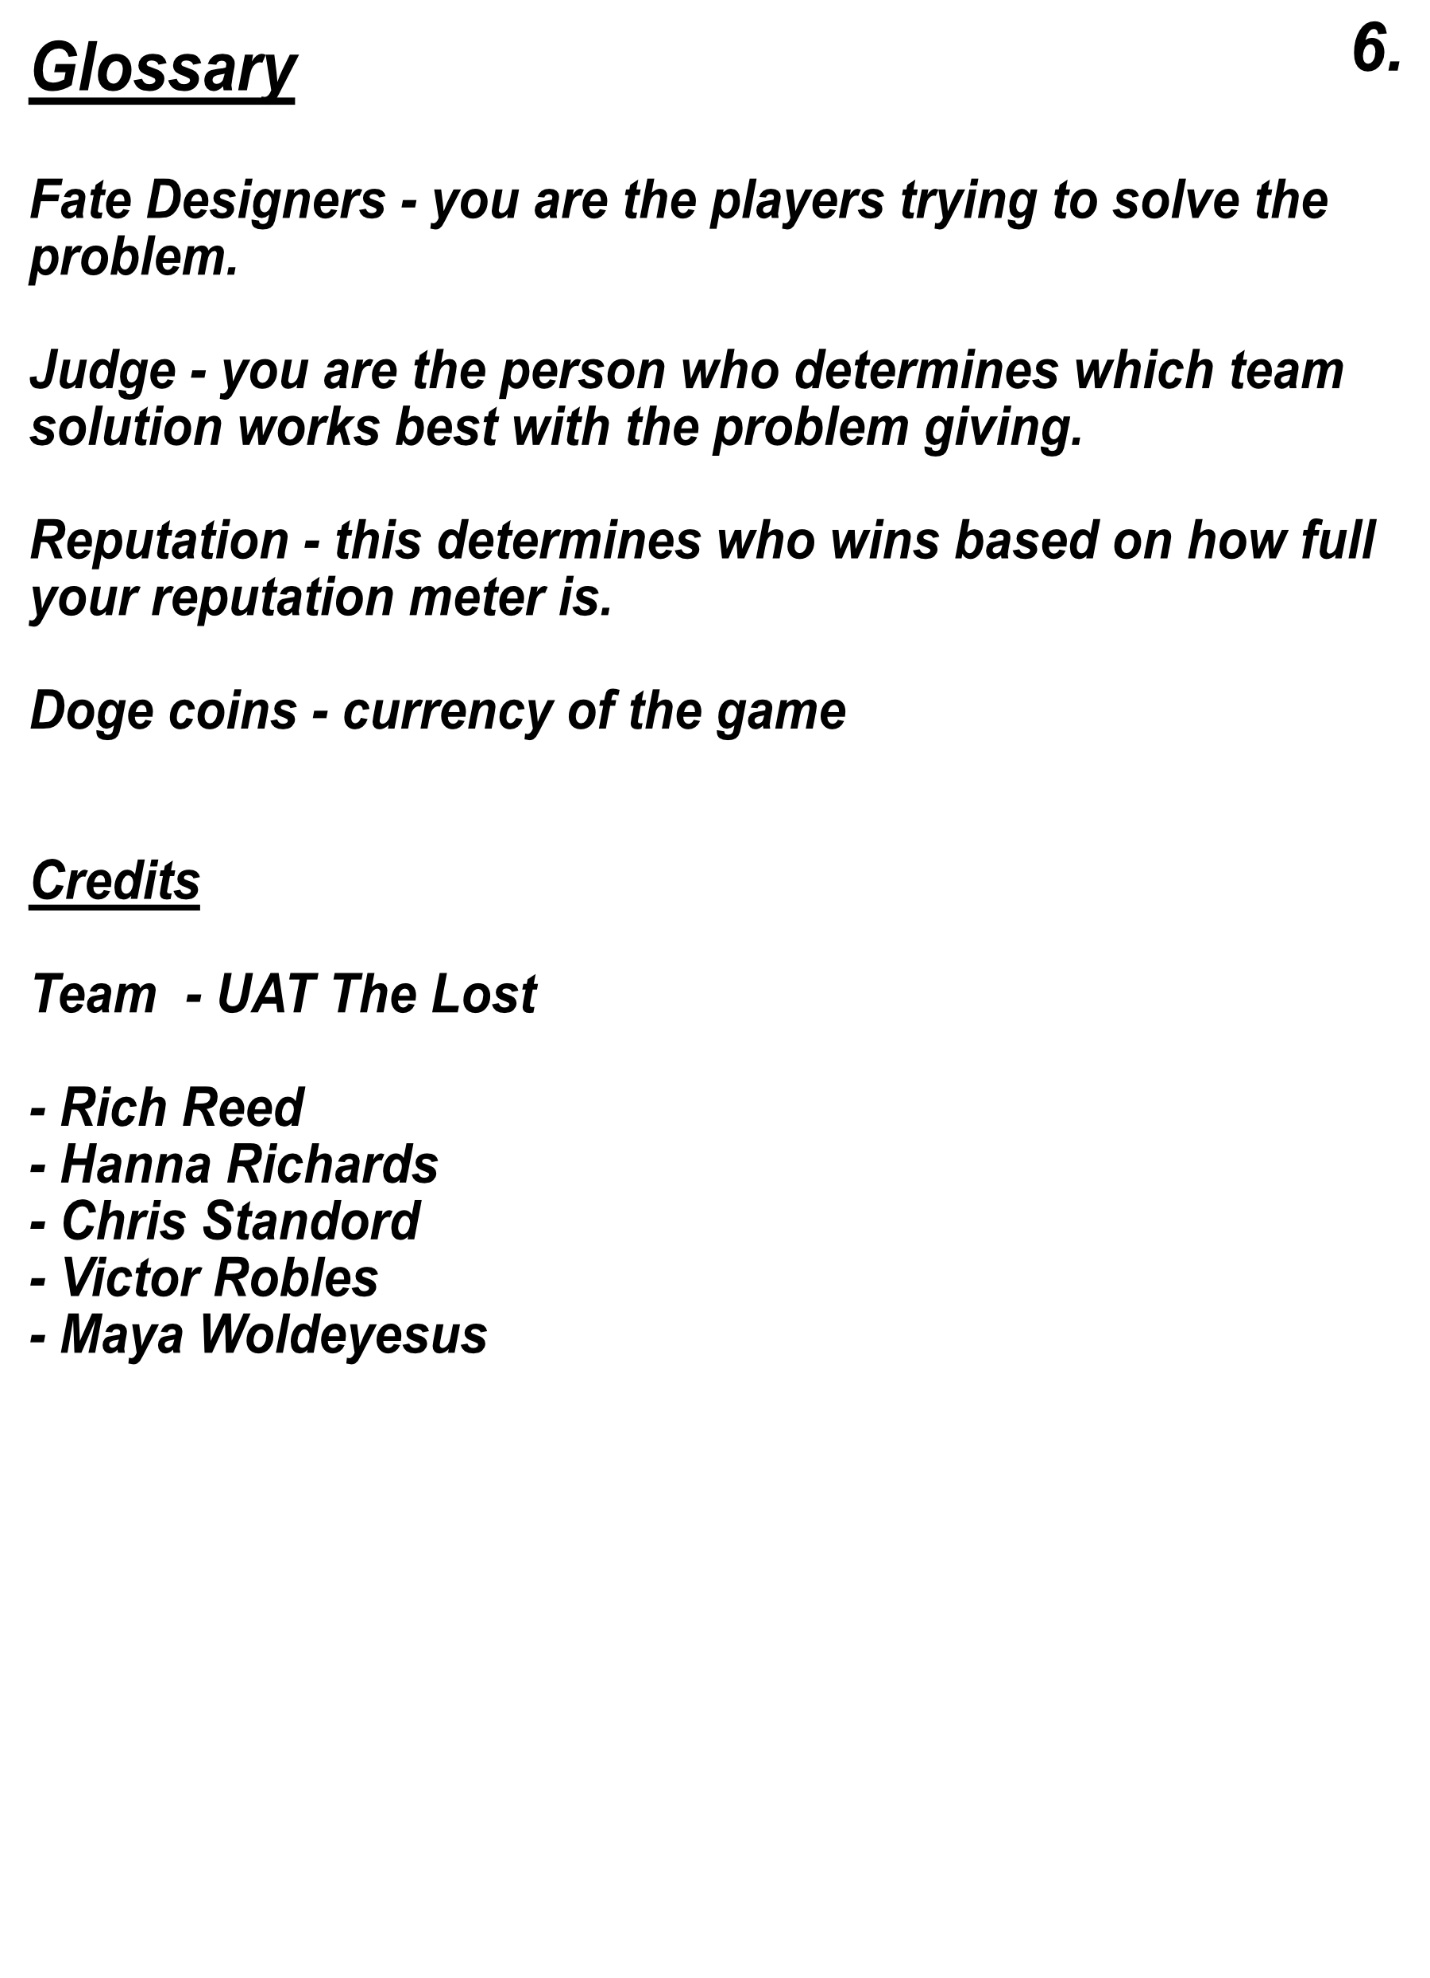 6.
Glossary
Fate Designers - you are the players trying to solve the
problem.
Judge - you are the person who determines which team
solution works best with the problem giving.
Reputation - this determines who wins based on how full
your reputation meter is.
Doge coins - currency of the game
Credits
Team  - UAT The Lost
- Rich Reed
- Hanna Richards
- Chris Standord
- Victor Robles
- Maya Woldeyesus